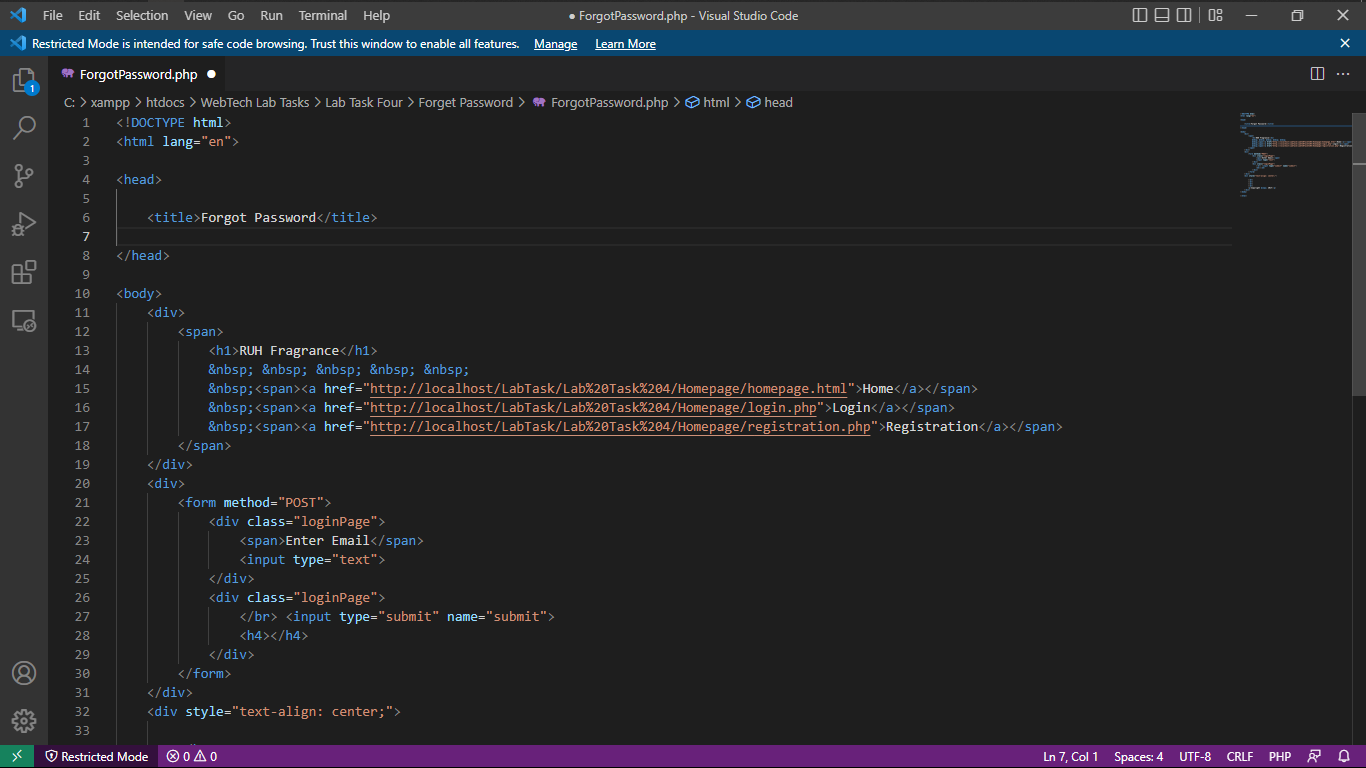 File Edit Selection View Go Run Terminal Help ● ForgotPassword.php - Visual Studio Code
Restricted Mode is intended for safe code browsing. Trust this window to enable all features. Manage Learn More
1
ForgotPassword.php ●
C: > xampp > htdocs > WebTech Lab Tasks > Lab Task Four > Forget Password > ForgotPassword.php > html > head
1 <!DOCTYPE html>
2 <html lang="en">
3
4 <head>
5
6 <title>Forgot Password</title>
7
8 </head>
9
10 <body>
11 <div>
12 <span>
13 <h1>RUH Fragrance</h1>
14 &nbsp; &nbsp; &nbsp; &nbsp; &nbsp;
15 &nbsp;<span><a href="http://localhost/LabTask/Lab%20Task%204/Homepage/homepage.html">Home</a></span>
16 &nbsp;<span><a href="http://localhost/LabTask/Lab%20Task%204/Homepage/login.php">Login</a></span>
17 &nbsp;<span><a href="http://localhost/LabTask/Lab%20Task%204/Homepage/registration.php">Registration</a></span>
18 </span>
19 </div>
20 <div>
21 <form method="POST">
22 <div class="loginPage">
23 <span>Enter Email</span>
24 <input type="text">
25 </div>
26 <div class="loginPage">
27 </br> <input type="submit" name="submit">
28 <h4></h4>
29 </div>
30 </form>
31 </div>
32 <div style="text-align: center;">
33
Restricted Mode 0 0 Ln 7, Col 1 Spaces: 4 UTF-8 CRLF PHP